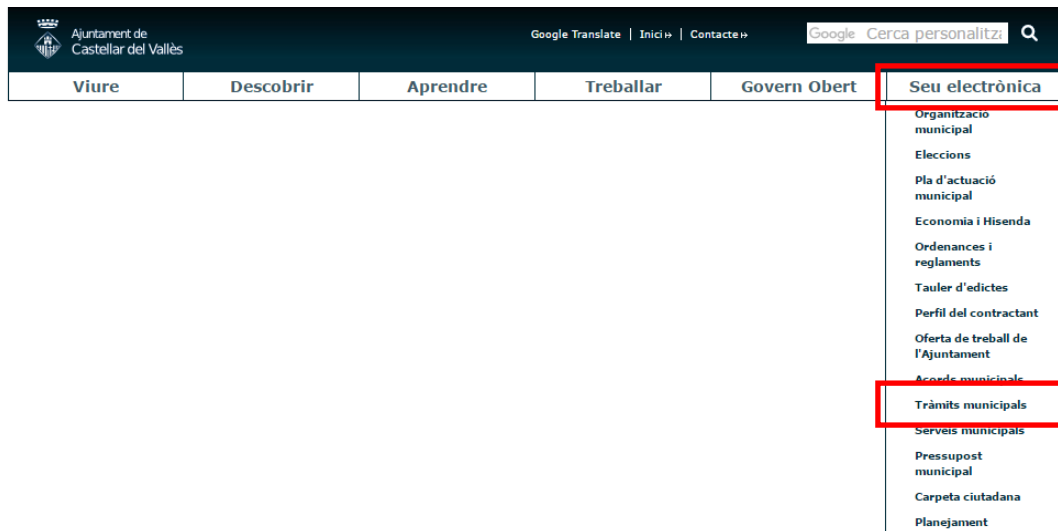 Ajuntament de
Castellar del Vallès
Google Translate | Inici | Contacte
Google Cerca personalitz
Viure Descobrir Aprendre Treballar Govern Obert Seu electrònica
Organització
municipal
Eleccions
Pla d'actuació
municipal
Economia i Hisenda
Ordenances i
reglaments
Tauler d'edictes
Perfil del contractant
Oferta de treball de
l'Ajuntament
Acords municipals
Tràmits municipals
Serveis municipals
Pressupost
municipal
Carpeta ciutadana
Planejament